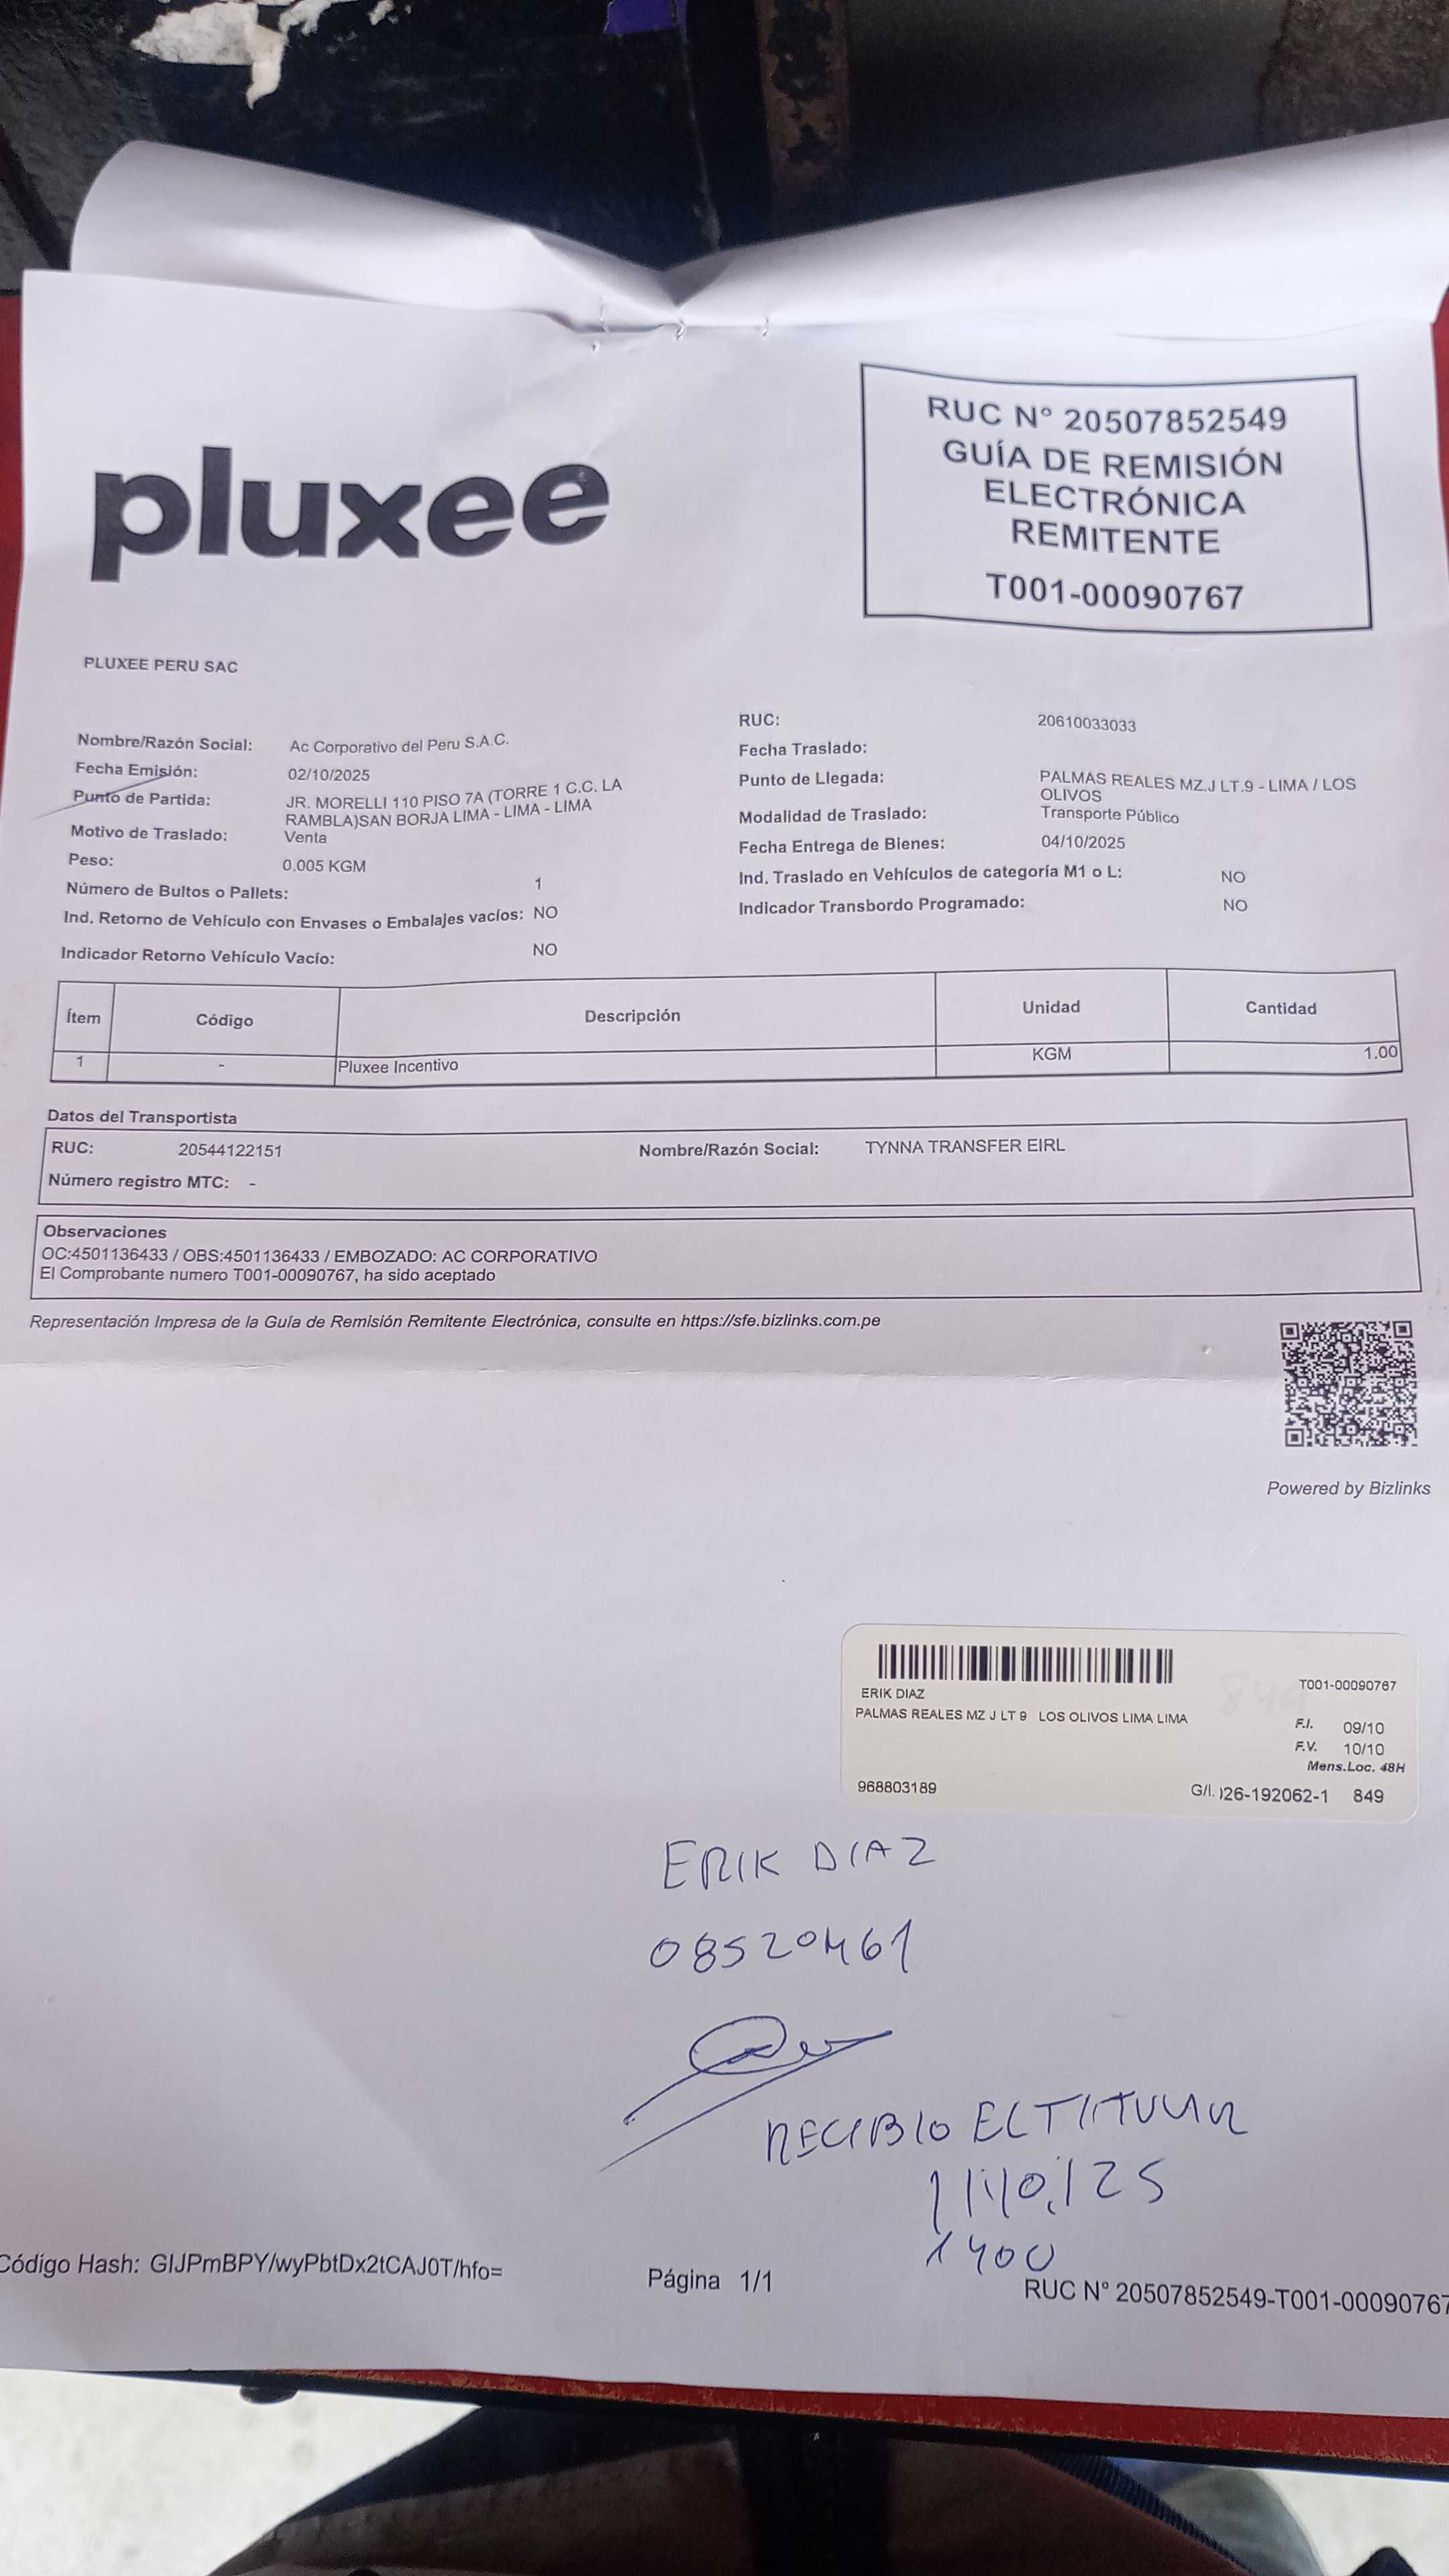 pluxee
RUC N° 20507852549
GUÍA DE REMISIÓN
ELECTRÓNICA
REMITENTE
T001-00090767
PLUXEE PERU SAC
Nombre/Razón Social: Ac Corporativo del Peru S.A.C.
Fecha Emisión: 02/10/2025
Punto de Partida: JR. MORELLI 110 PISO 7A (TORRE 1 C.C. LA
RAMBLA)SAN BORJA LIMA - LIMA - LIMA
Motivo de Traslado: Venta
Peso: 0.005 KGM
Número de Bultos o Pallets: 1
Ind. Retorno de Vehículo con Envases o Embalajes vacíos: NO
Indicador Retorno Vehículo Vacío: NO
RUC: 20610033033
Fecha Traslado:
Punto de Llegada: PALMAS REALES MZ.J LT.9 - LIMA / LOS
OLIVOS
Modalidad de Traslado: Transporte Público
Fecha Entrega de Bienes: 04/10/2025
Ind. Traslado en Vehículos de categoría M1 o L: NO
Indicador Transbordo Programado: NO
Ítem Código Descripción Unidad Cantidad
1 - Pluxee Incentivo KGM 1.00
Datos del Transportista
RUC: 20544122151 Nombre/Razón Social: TYNNA TRANSFER EIRL
Número registro MTC: -
Observaciones
OC:4501136433 / OBS:4501136433 / EMBOZADO: AC CORPORATIVO
El Comprobante numero T001-00090767, ha sido aceptado
Representación Impresa de la Guía de Remisión Remitente Electrónica, consulte en https://sfe.bizlinks.com.pe
Powered by Bizlinks
T001-00090767
ERIK DIAZ
PALMAS REALES MZ J LT 9 LOS OLIVOS LIMA LIMA
F.I. 09/10
F.V. 10/10
Mens.Loc. 48H
968803189 G/I. )26-192062-1 849
ERIK DIAZ
08520461
RECIBIO EL TITULAR
11/10/25
1400
Código Hash: GIJPmBPY/wyPbtDx2tCAJ0T/hfo= Página 1/1 RUC N° 20507852549-T001-00090767